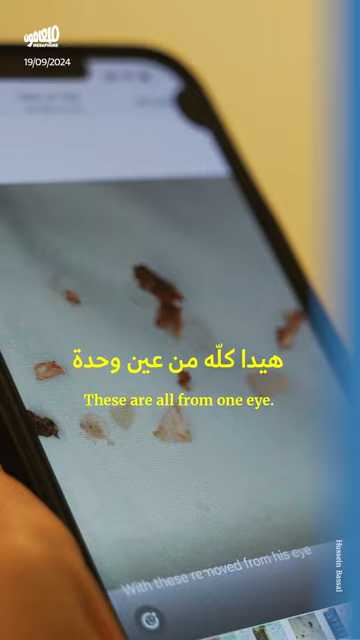 ميغافون
MEGAPHONE
19/09/2024
هيدا كلّه من عين وحدة
These are all from one eye.
With these removed from his eye
Hussein Bassal